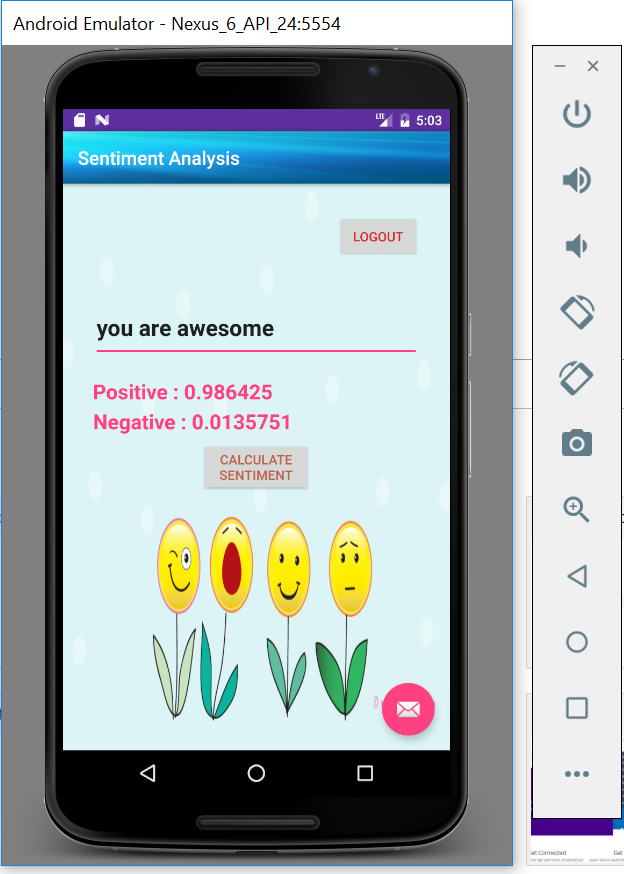 Android Emulator - Nexus_6_API_24:5554
LTE 5:03
Sentiment Analysis
LOGOUT
you are awesome
Positive : 0.986425
Negative : 0.0135751
CALCULATE
SENTIMENT
et Connected
Get